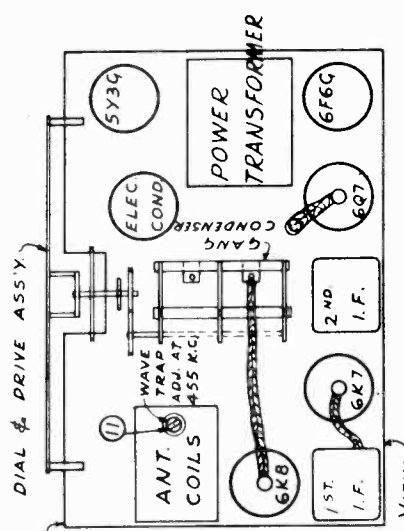 DIAL & DRIVE ASS'Y.
5Y3G
POWER
TRANSFORMER
6F6G
ELEC.
COND.
GANG
CONDENSER
6Q7
11
WAVE
TRAP
ADJ. AT
455 K.C.
ANT.
COILS
2ND.
I.F.
6K7
6K8
1ST.
I.F.